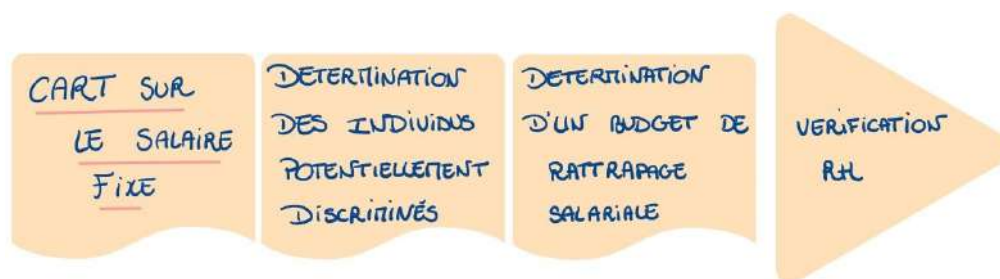 CART SUR
LE SALAIRE
FIXE
DETERMINATION
DES INDIVIDUS
POTENTIELLEMENT
DISCRIMINÉS
DETERMINATION
D'UN BUDGET DE
RATTRAPAGE
SALARIALE
VERIFICATION
RH